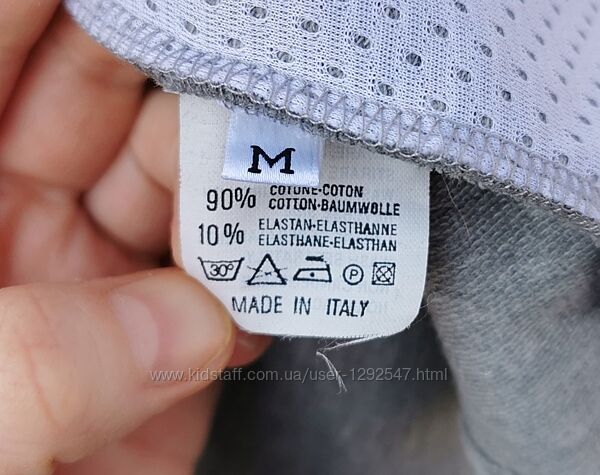 M
90% COTONE-COTON
COTTON-BAUMWOLLE
10% ELASTAN-ELASTHANNE
ELASTHANE-ELASTHAN
30° P
MADE IN ITALY
www.kidstaff.com.ua/user-1292547.html